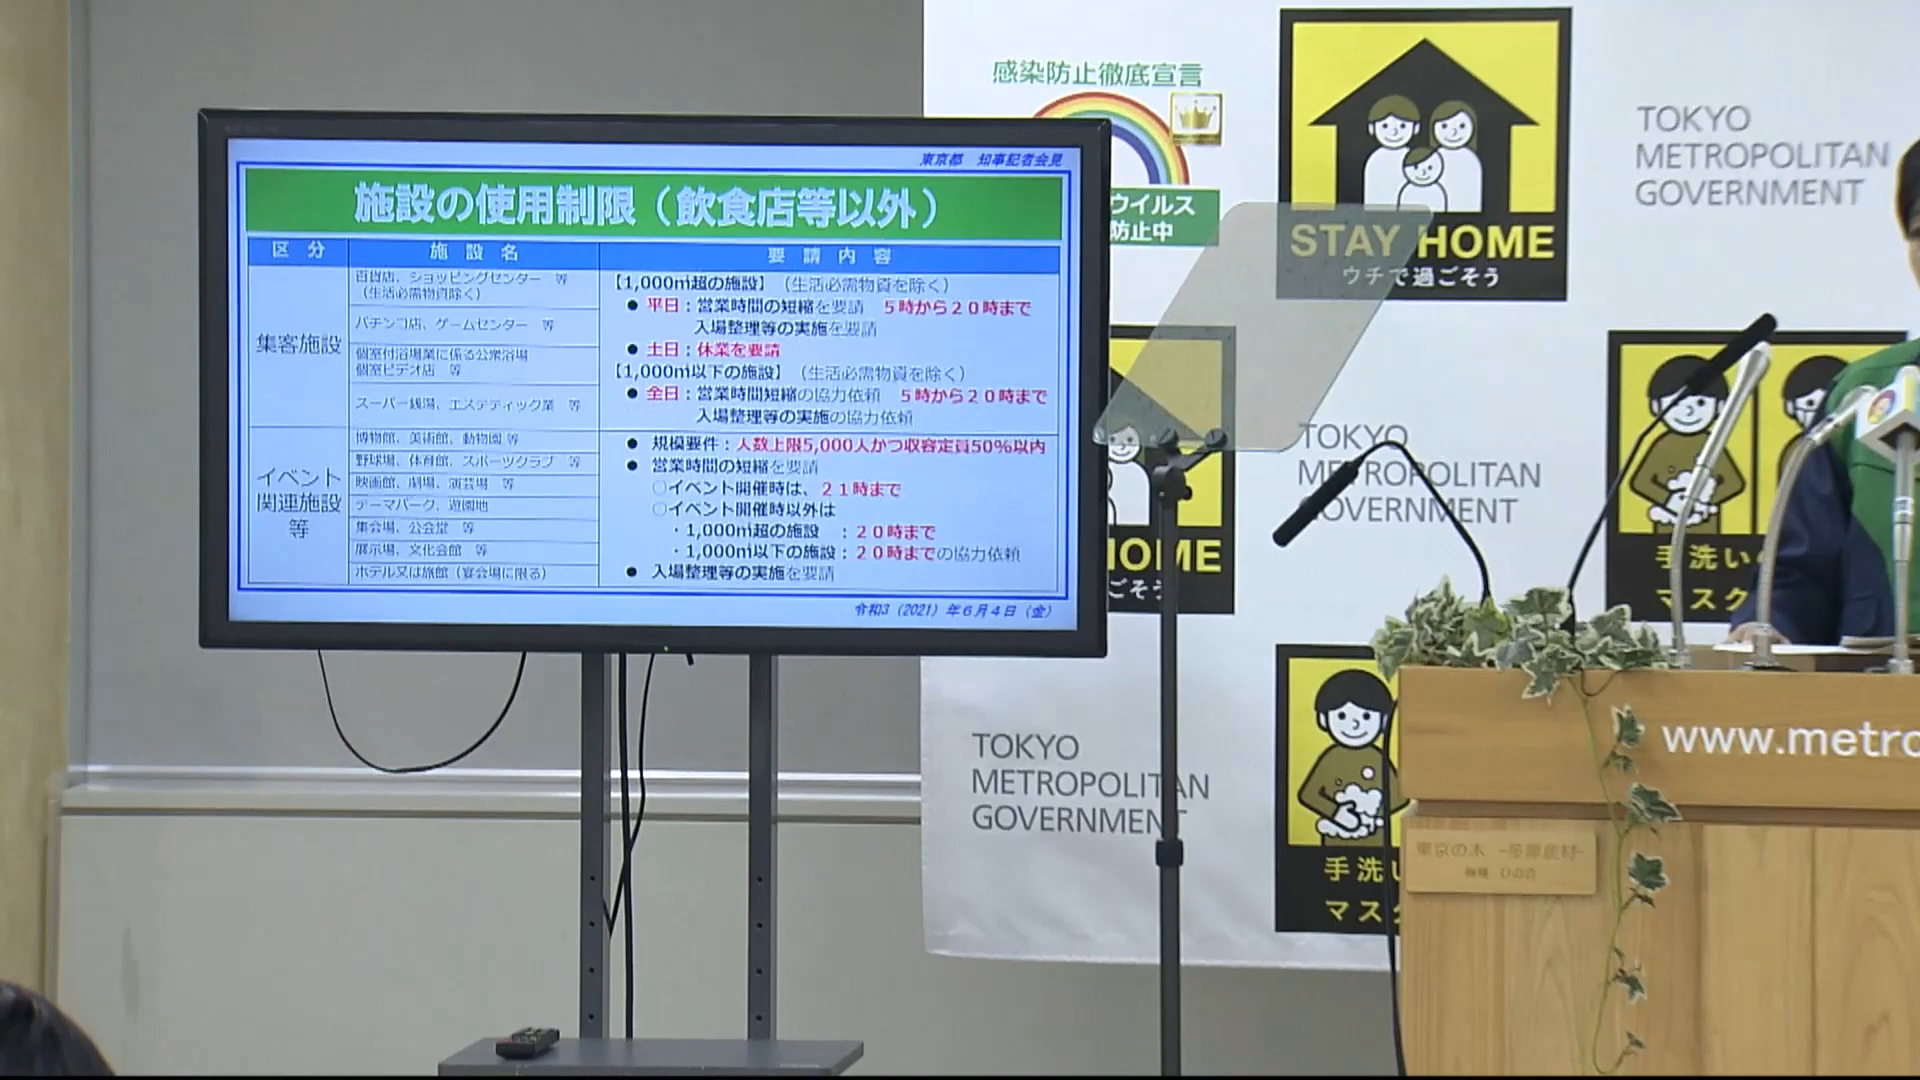 東京都 知事記者会見
施設の使用制限（飲食店等以外）
区 分 施 設 名 要 請 内 容
集客施設
百貨店、ショッピングセンター 等
（生活必需物資除く）
パチンコ店、ゲームセンター 等
個室付浴場業に係る公衆浴場
個室ビデオ店 等
スーパー銭湯、エステティック業 等
【1,000㎡超の施設】（生活必需物資を除く）
● 平日：営業時間の短縮を要請 5時から20時まで
入場整理等の実施を要請
● 土日：休業を要請
【1,000㎡以下の施設】（生活必需物資を除く）
● 全日：営業時間短縮の協力依頼 5時から20時まで
入場整理等の実施の協力依頼
イベント
関連施設
等
博物館、美術館、動物園 等
野球場、体育館、スポーツクラブ 等
映画館、劇場、演芸場 等
テーマパーク、遊園地
集会場、公会堂 等
展示場、文化会館 等
ホテル又は旅館（宴会場に限る）
● 規模要件：人数上限5,000人かつ収容定員50％以内
● 営業時間の短縮を要請
○イベント開催時は、21時まで
○イベント開催時以外は
・1,000㎡超の施設 ：20時まで
・1,000㎡以下の施設：20時までの協力依頼
● 入場整理等の実施を要請
令和3（2021）年6月4日（金）
感染防止徹底宣言
ウイルス
防止中
STAY HOME
ウチで過ごそう
TOKYO
METROPOLITAN
GOVERNMENT
TOKYO
METROPOLITAN
GOVERNMENT
HOME
ごそう
手洗い
マスク
TOKYO
METROPOLITAN
GOVERNMENT
手洗い
マスク
www.metro
東京の木 -多摩産材-